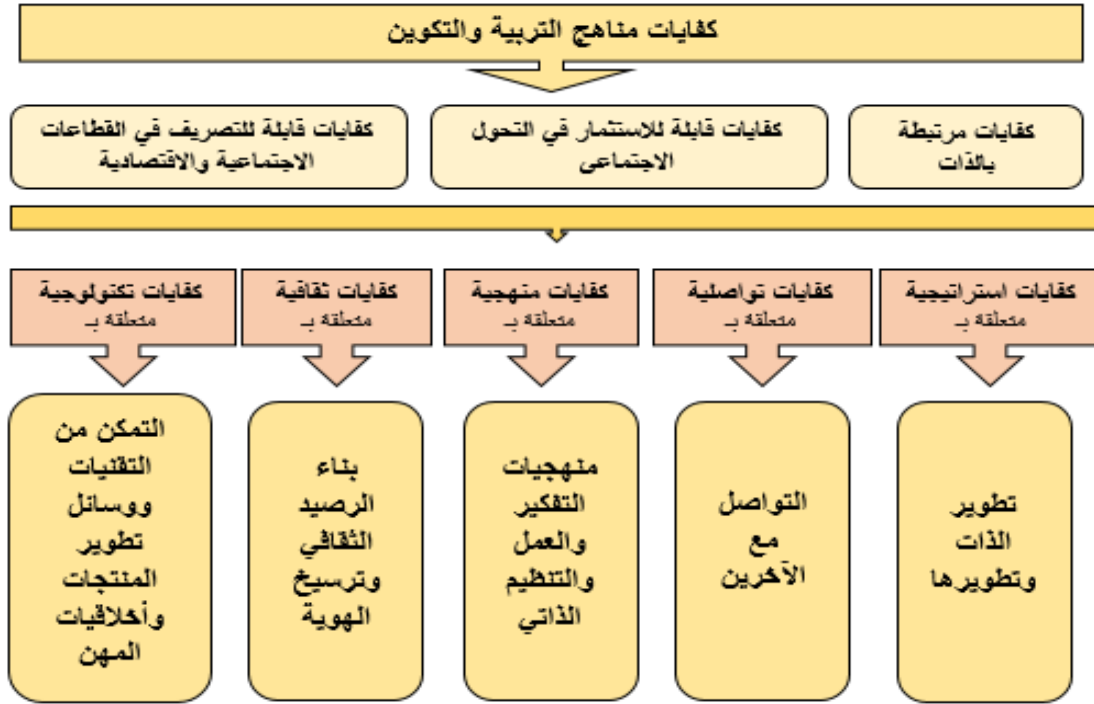 كفايات مناهج التربية والتكوين
كفايات مرتبطة
بالذات
كفايات قابلة للاستثمار في التحول
الاجتماعي
كفايات قابلة للتصريف في القطاعات
الاجتماعية والاقتصادية
كفايات استراتيجية
متعلقة بـ
كفايات تواصلية
متعلقة بـ
كفايات منهجية
متعلقة بـ
كفايات ثقافية
متعلقة بـ
كفايات تكنولوجية
متعلقة بـ
تطوير
الذات
وتطويرها
التواصل
مع
الآخرين
منهجيات
التفكير
والعمل
والتنظيم
الذاتي
بناء
الرصيد
الثقافي
وترسيخ
الهوية
التمكن من
التقنيات
ووسائل
تطوير
المنتجات
وأخلاقيات
المهن